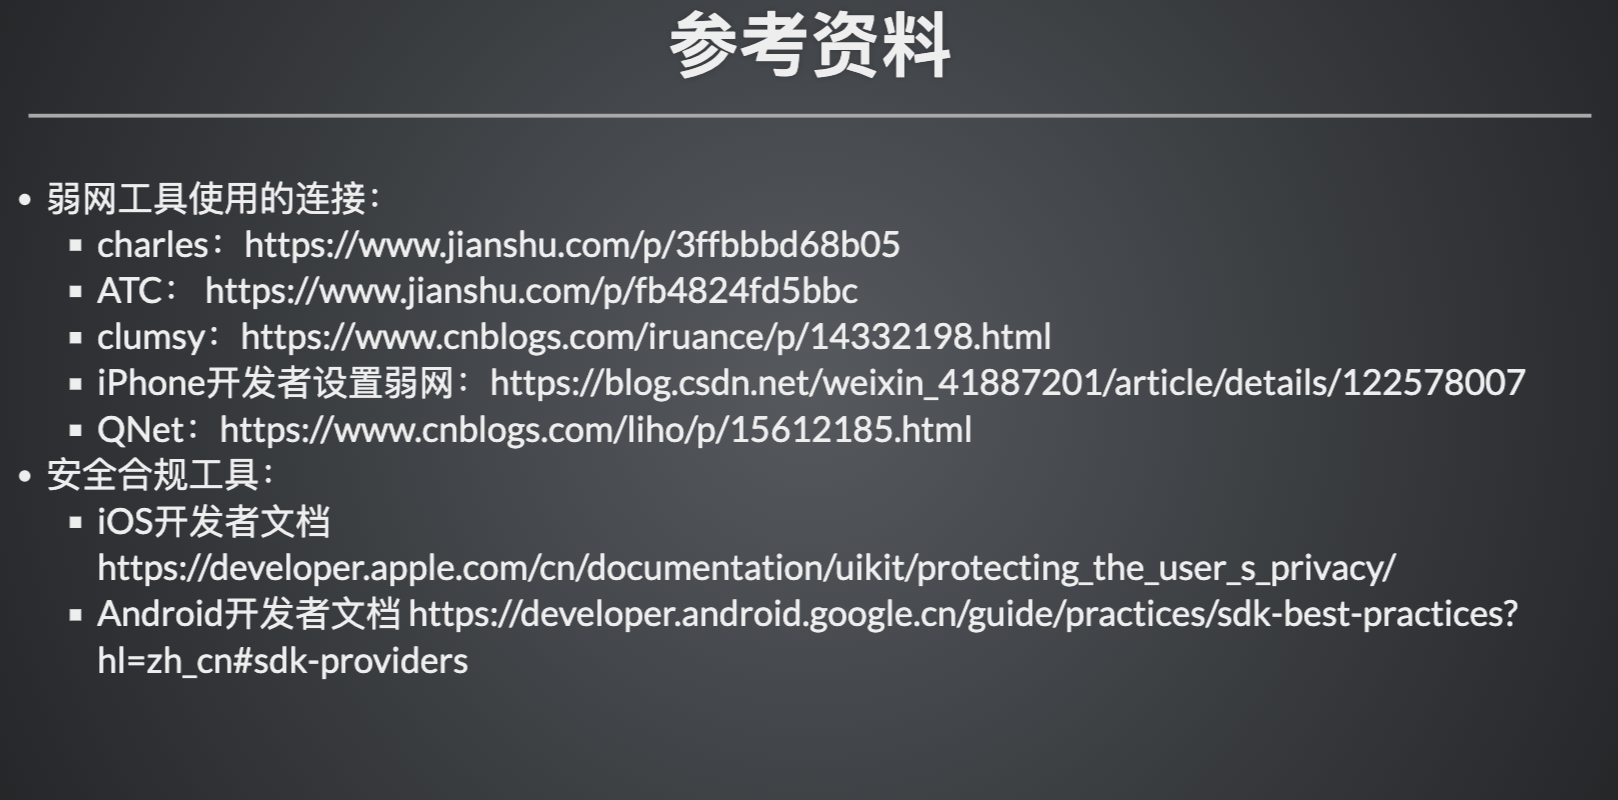 参考资料
弱网工具使用的连接：
charles：https://www.jianshu.com/p/3ffbbbd68b05
ATC： https://www.jianshu.com/p/fb4824fd5bbc
clumsy：https://www.cnblogs.com/iruance/p/14332198.html
iPhone开发者设置弱网：https://blog.csdn.net/weixin_41887201/article/details/122578007
QNet：https://www.cnblogs.com/liho/p/15612185.html
安全合规工具：
iOS开发者文档
https://developer.apple.com/cn/documentation/uikit/protecting_the_user_s_privacy/
Android开发者文档 https://developer.android.google.cn/guide/practices/sdk-best-practices?
hl=zh_cn#sdk-providers